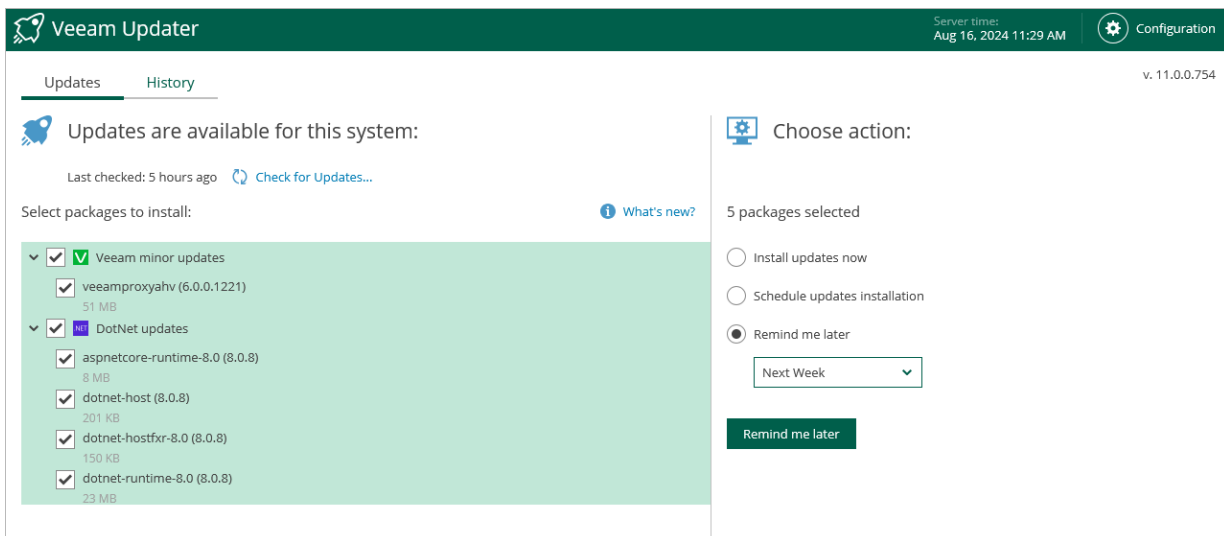 Veeam Updater
Server time:
Aug 16, 2024 11:29 AM
Configuration
Updates
History
v. 11.0.0.754
Updates are available for this system:
Last checked: 5 hours ago
Check for Updates...
Select packages to install:
What's new?
V Veeam minor updates
veeamproxyahv (6.0.0.1221)
51 MB
.NET DotNet updates
aspnetcore-runtime-8.0 (8.0.8)
8 MB
dotnet-host (8.0.8)
201 KB
dotnet-hostfxr-8.0 (8.0.8)
150 KB
dotnet-runtime-8.0 (8.0.8)
23 MB
Choose action:
5 packages selected
Install updates now
Schedule updates installation
Remind me later
Next Week
Remind me later